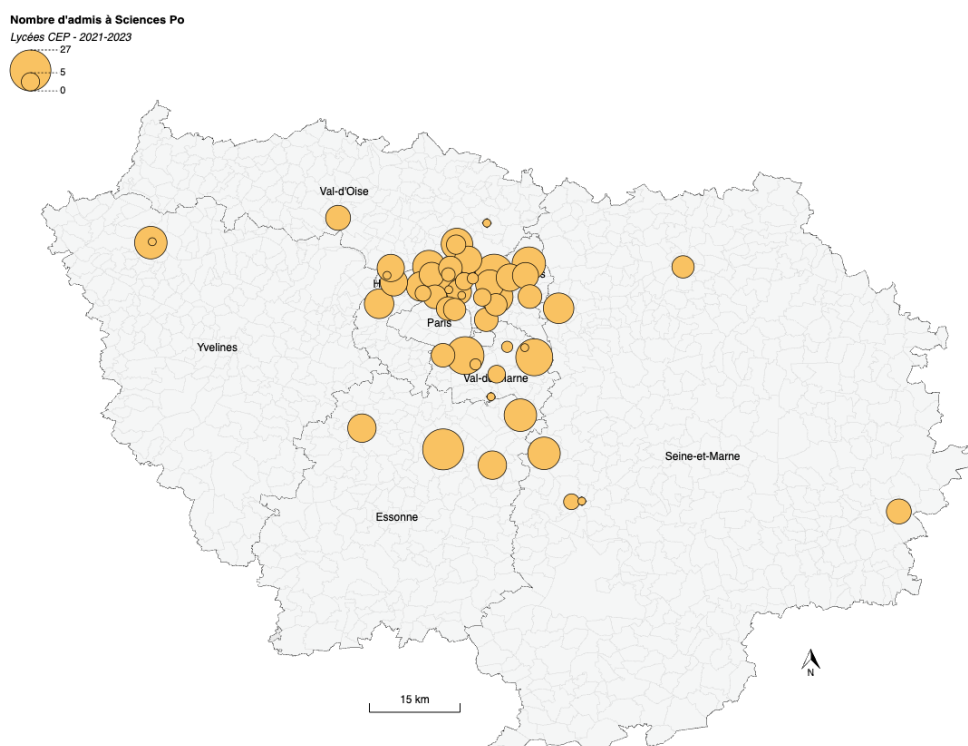 Nombre d'admis à Sciences Po
Lycées CEP - 2021-2023
27
5
0
Val-d'Oise
Paris
Yvelines
Val-de-Marne
Seine-et-Marne
Essonne
15 km
N